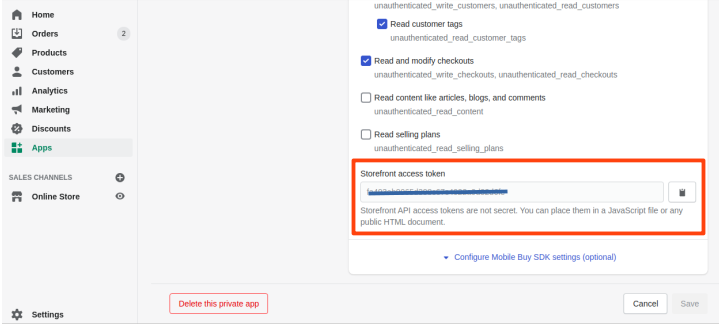 unauthenticated_write_customers, unauthenticated_read_customers
Home
Read customer tags
unauthenticated_read_customer_tags
Orders
2
Products
Read and modify checkouts
unauthenticated_write_checkouts, unauthenticated_read_checkouts
Customers
Analytics
Read content like articles, blogs, and comments
unauthenticated_read_content
Marketing
Discounts
Read selling plans
unauthenticated_read_selling_plans
Apps
SALES CHANNELS
Online Store
Storefront access token
Storefront API access tokens are not secret. You can place them in a JavaScript file or any
public HTML document.
Configure Mobile Buy SDK settings (optional)
Delete this private app
Cancel
Save
Settings